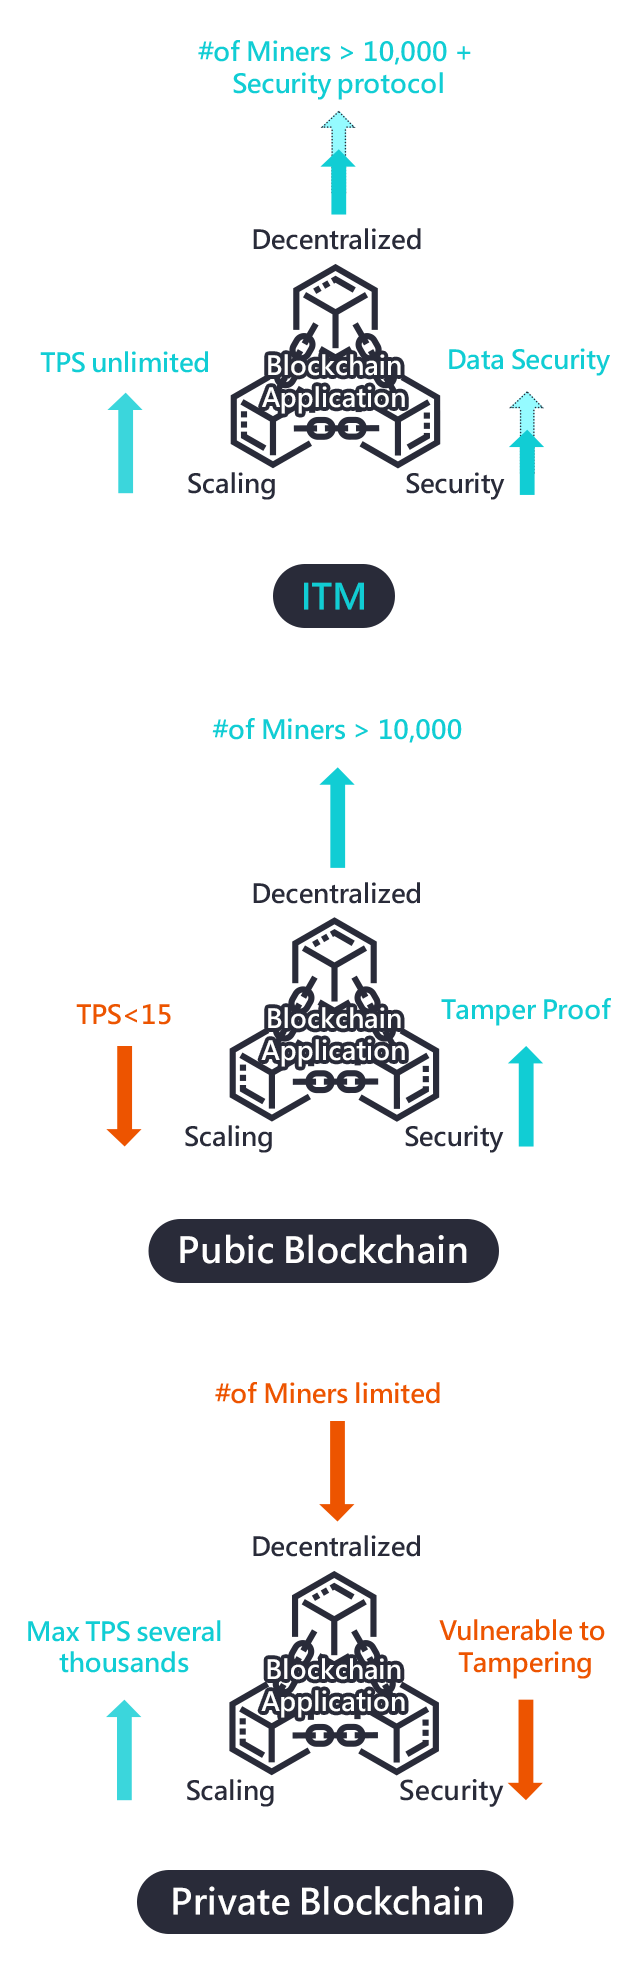 #of Miners > 10,000 +
Security protocol
Decentralized
TPS unlimited
Data Security
Blockchain
Application
Scaling
Security
ITM
#of Miners > 10,000
Decentralized
TPS<15
Tamper Proof
Blockchain
Application
Scaling
Security
Pubic Blockchain
#of Miners limited
Decentralized
Max TPS several
thousands
Vulnerable to
Tampering
Blockchain
Application
Scaling
Security
Private Blockchain